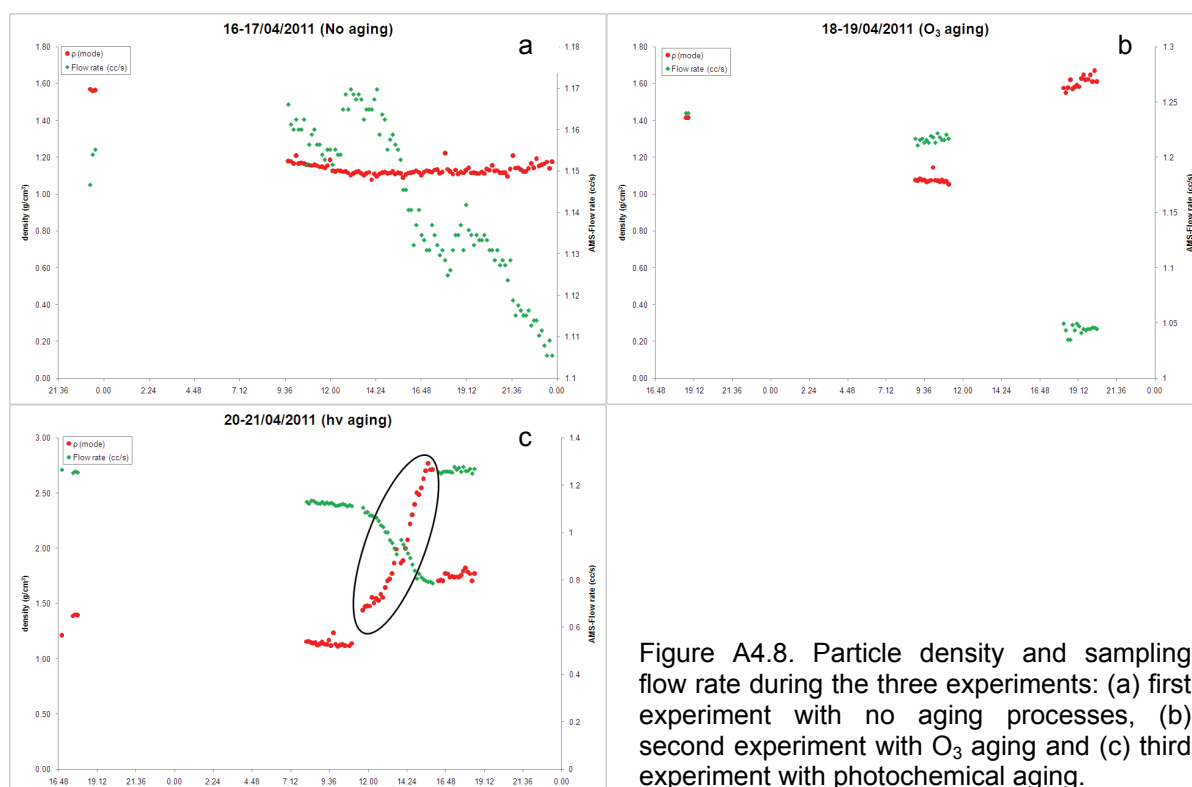 16-17/04/2011 (No aging)
a
ρ (mode)
Flow rate (cc/s)
density (g/cm³)
1.80
1.60
1.40
1.20
1.00
0.80
0.60
0.40
0.20
0.00
AMS-Flow rate (cc/s)
1.18
1.17
1.16
1.15
1.14
1.13
1.12
1.11
1.1
21.36 0.00 2.24 4.48 7.12 9.36 12.00 14.24 16.48 19.12 21.36 0.00
18-19/04/2011 (O₃ aging)
b
ρ (mode)
Flow rate (cc/s)
density (g/cm³)
1.80
1.60
1.40
1.20
1.00
0.80
0.60
0.40
0.20
0.00
AMS-Flow rate (cc/s)
1.3
1.25
1.2
1.15
1.1
1.05
1
16.48 19.12 0.00 2.24 4.48 7.12 9.36 12.00 14.24 16.48 19.12 0.00
20-21/04/2011 (hv aging)
c
ρ (mode)
Flow rate (cc/s)
density (g/cm³)
3.00
2.50
2.00
1.50
1.00
0.50
0.00
AMS-Flow rate (cc/s)
1.4
1.2
1
0.8
0.6
0.4
0.2
0
16.48 19.12 0.00 2.24 4.48 7.12 9.36 12.00 14.24 16.48 19.12 0.00
Figure A4.8. Particle density and sampling
flow rate during the three experiments: (a) first
experiment with no aging processes, (b)
second experiment with O₃ aging and (c) third
experiment with photochemical aging.